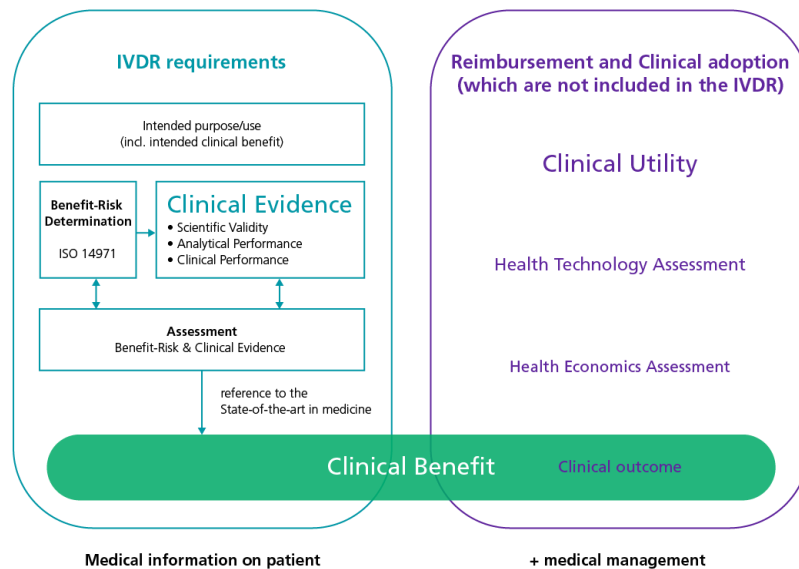 IVDR requirements
Intended purpose/use
(incl. intended clinical benefit)
Benefit-Risk
Determination
ISO 14971
Clinical Evidence
• Scientific Validity
• Analytical Performance
• Clinical Performance
Assessment
Benefit-Risk & Clinical Evidence
reference to the
State-of-the-art in medicine
Reimbursement and Clinical adoption
(which are not included in the IVDR)
Clinical Utility
Health Technology Assessment
Health Economics Assessment
Clinical Benefit
Clinical outcome
Medical information on patient
+ medical management